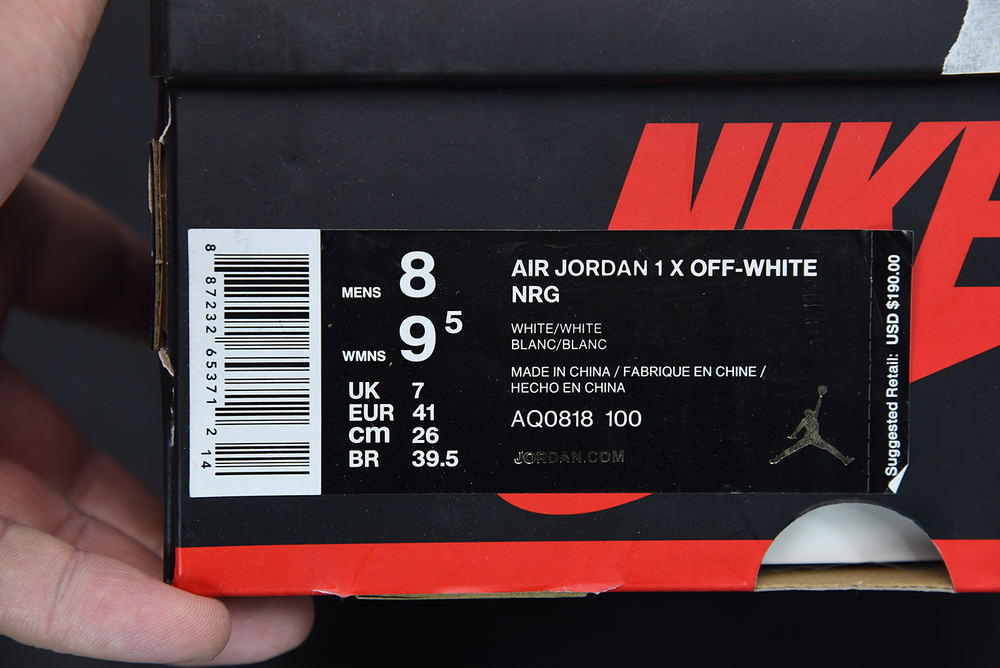 NIKE
8 87232 65371 2 14
MENS 8
WMNS 9 5
UK 7
EUR 41
cm 26
BR 39.5
AIR JORDAN 1 X OFF-WHITE
NRG
WHITE/WHITE
BLANC/BLANC
MADE IN CHINA / FABRIQUE EN CHINE /
HECHO EN CHINA
AQ0818 100
JORDAN.COM
Suggested Retail: USD $190.00